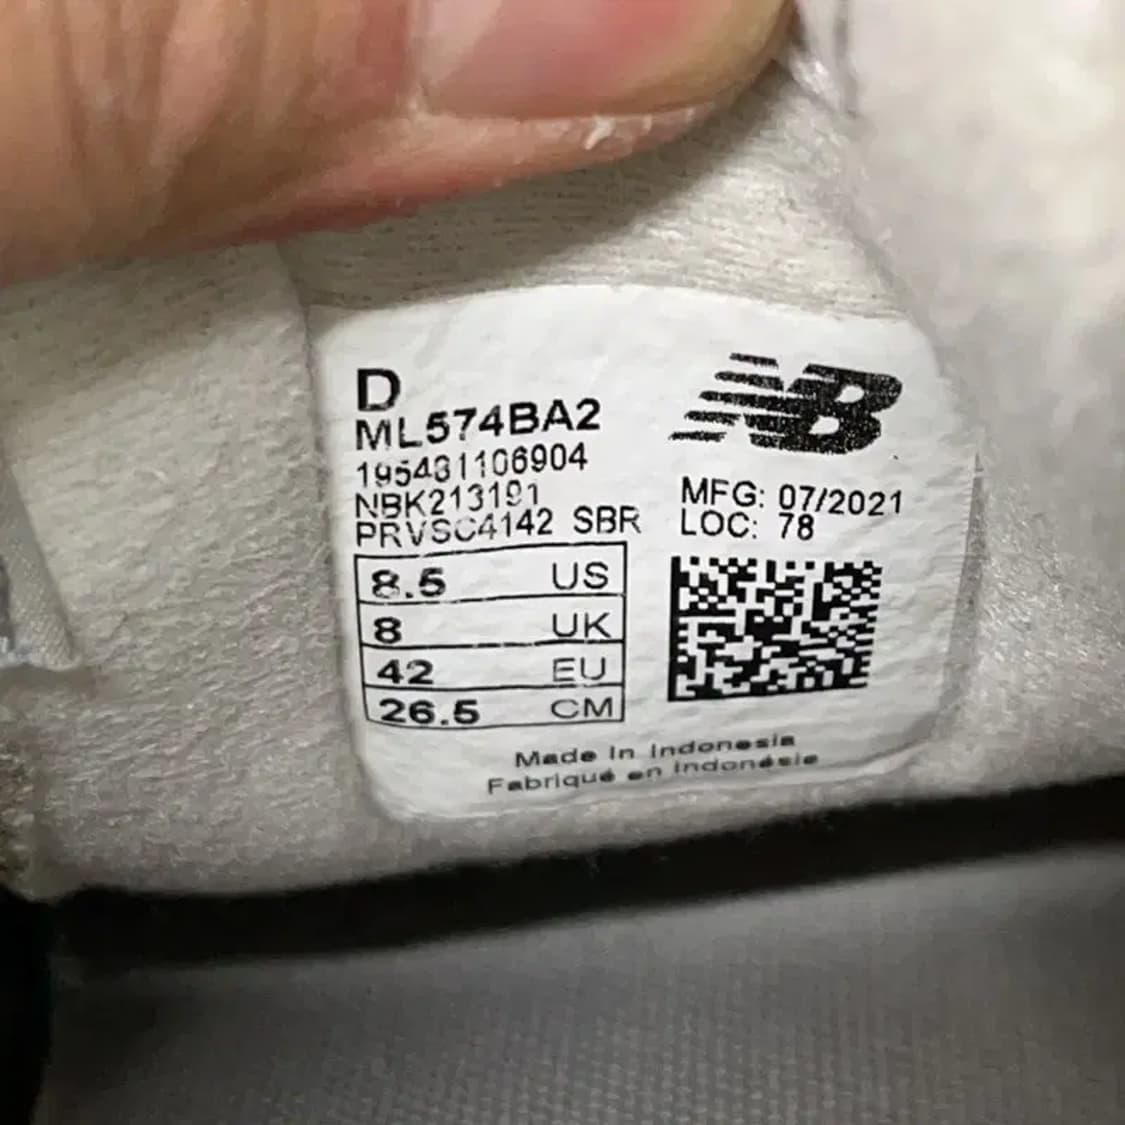 D
ML574BA2
195481106904
NBK213191
PRVSC4142 SBR
NB
MFG: 07/2021
LOC: 78
8.5 US
8 UK
42 EU
26.5 CM
Made In Indonesia
Fabriqué en Indonésie